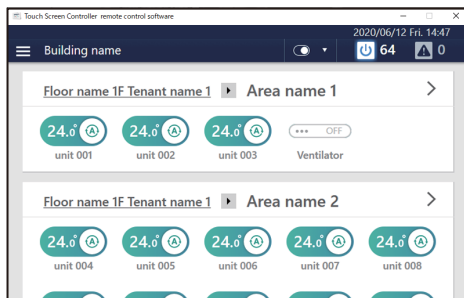 Touch Screen Controller remote control software
2020/06/12 Fri. 14:47
Building name
64
0
Floor name 1F Tenant name 1 Area name 1
24.0° A 24.0° A 24.0° A ••• OFF
unit 001 unit 002 unit 003 Ventilator
Floor name 1F Tenant name 1 Area name 2
24.0° A 24.0° A 24.0° A 24.0° A 24.0° A
unit 004 unit 005 unit 006 unit 007 unit 008